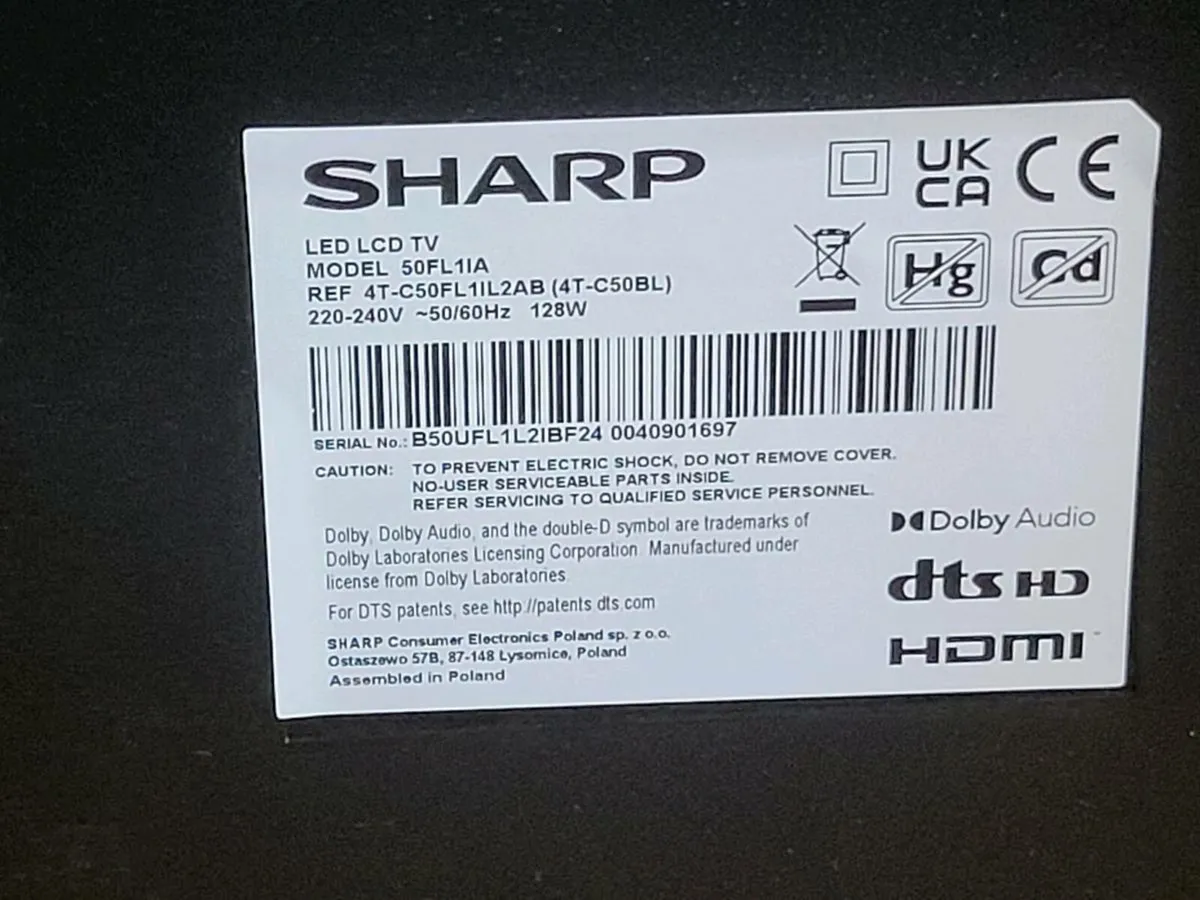 SHARP
UK
CA
CE
LED LCD TV
MODEL 50FL1IA
REF 4T-C50FL1IL2AB (4T-C50BL)
220-240V ~50/60Hz 128W
Hg
Cd
SERIAL No.: B50UFL1L2IBF24 0040901697
CAUTION: TO PREVENT ELECTRIC SHOCK, DO NOT REMOVE COVER.
NO-USER SERVICEABLE PARTS INSIDE.
REFER SERVICING TO QUALIFIED SERVICE PERSONNEL.
Dolby, Dolby Audio, and the double-D symbol are trademarks of
Dolby Laboratories Licensing Corporation. Manufactured under
license from Dolby Laboratories.
For DTS patents, see http://patents.dts.com
SHARP Consumer Electronics Poland sp. z o.o.
Ostaszewo 57B, 87-148 Lysomice, Poland
Assembled in Poland
Dolby Audio
dts HD
HDMI